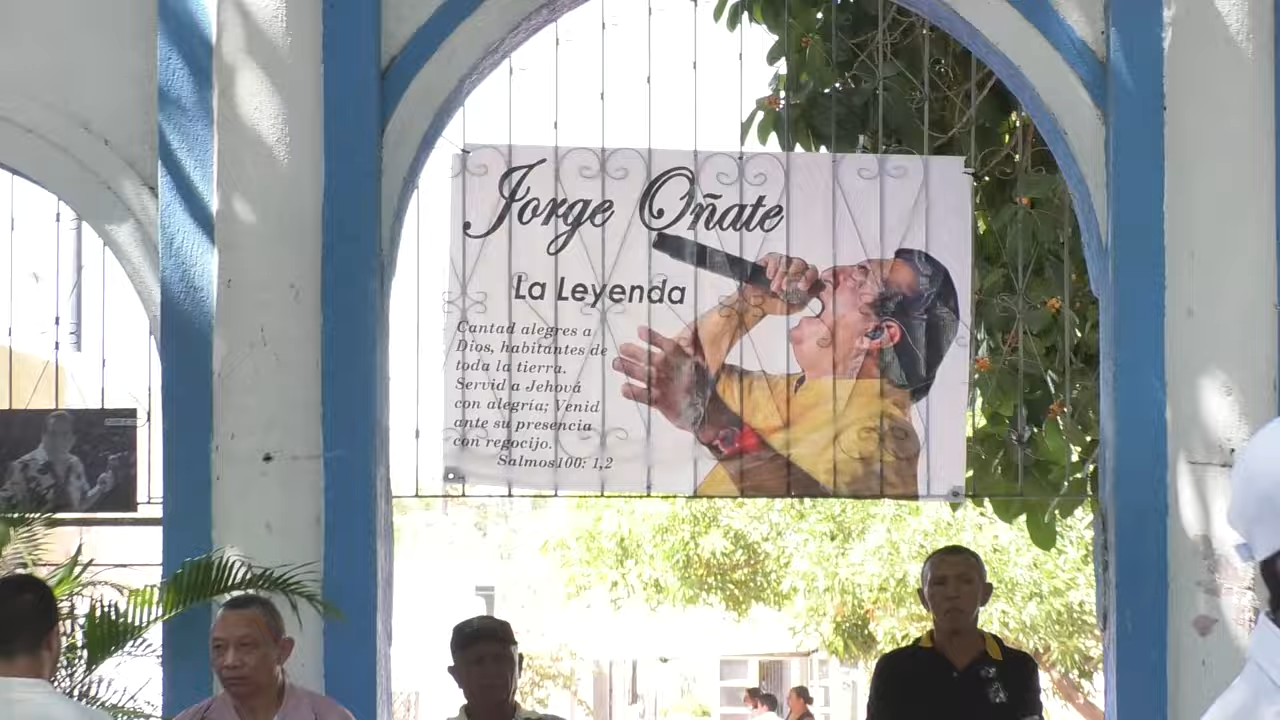 Jorge Oñate
La Leyenda
Cantad alegres a
Dios, habitantes de
toda la tierra.
Servid a Jehová
con alegría; Venid
ante su presencia
con regocijo.
Salmos100: 1,2